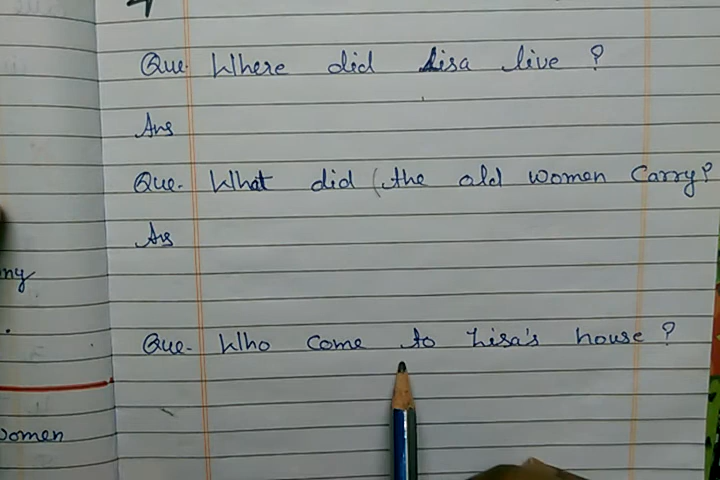 Que. Where did Lisa live ?
Ans
Que. What did (the old women Carry?
Ans
ny
Que. Who come to Lisa's house ?
women